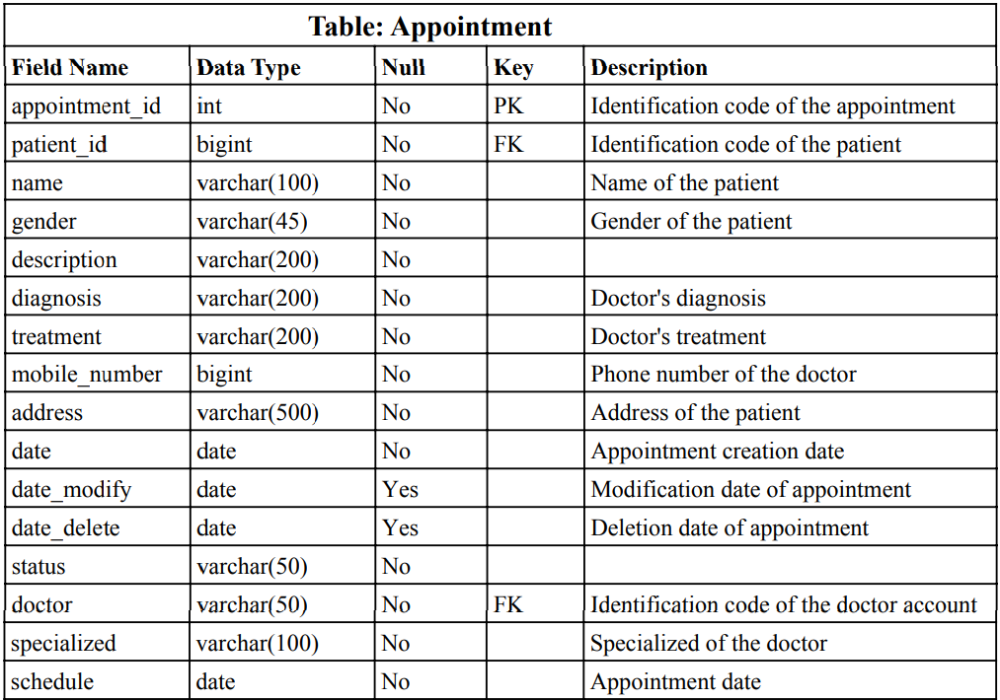 Table: Appointment
Field Name Data Type Null Key Description
appointment_id int No PK Identification code of the appointment
patient_id bigint No FK Identification code of the patient
name varchar(100) No Name of the patient
gender varchar(45) No Gender of the patient
description varchar(200) No
diagnosis varchar(200) No Doctor's diagnosis
treatment varchar(200) No Doctor's treatment
mobile_number bigint No Phone number of the doctor
address varchar(500) No Address of the patient
date date No Appointment creation date
date_modify date Yes Modification date of appointment
date_delete date Yes Deletion date of appointment
status varchar(50) No
doctor varchar(50) No FK Identification code of the doctor account
specialized varchar(100) No Specialized of the doctor
schedule date No Appointment date